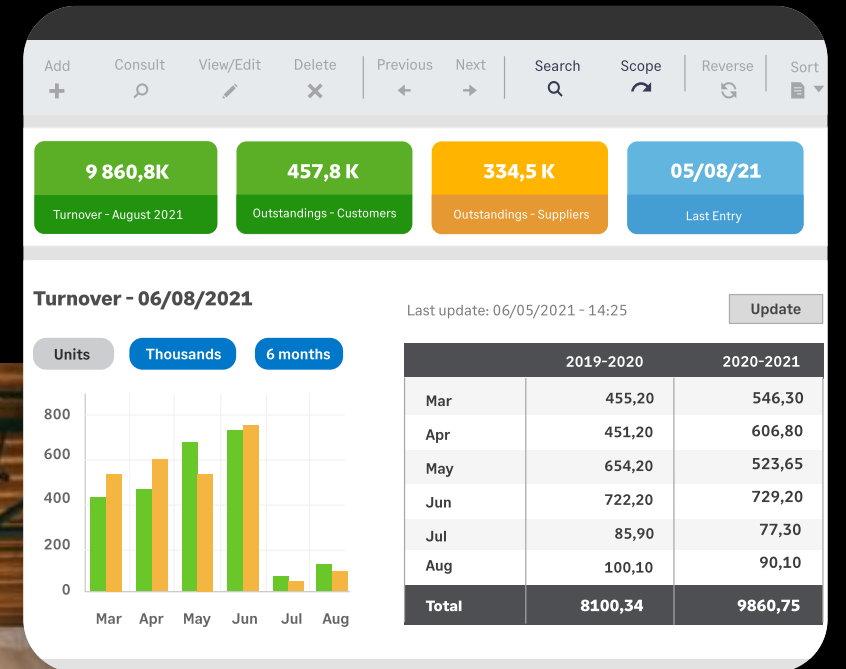 Add Consult View/Edit Delete Previous Next Search Scope Reverse Sort
9 860,8K 457,8 K 334,5 K 05/08/21
Turnover - August 2021 Outstandings - Customers Outstandings - Suppliers Last Entry
Turnover - 06/08/2021
Last update: 06/05/2021 - 14:25 Update
Units Thousands 6 months
800
600
400
200
0
Mar Apr May Jun Jul Aug
2019-2020 2020-2021
Mar 455,20 546,30
Apr 451,20 606,80
May 654,20 523,65
Jun 722,20 729,20
Jul 85,90 77,30
Aug 100,10 90,10
Total 8100,34 9860,75